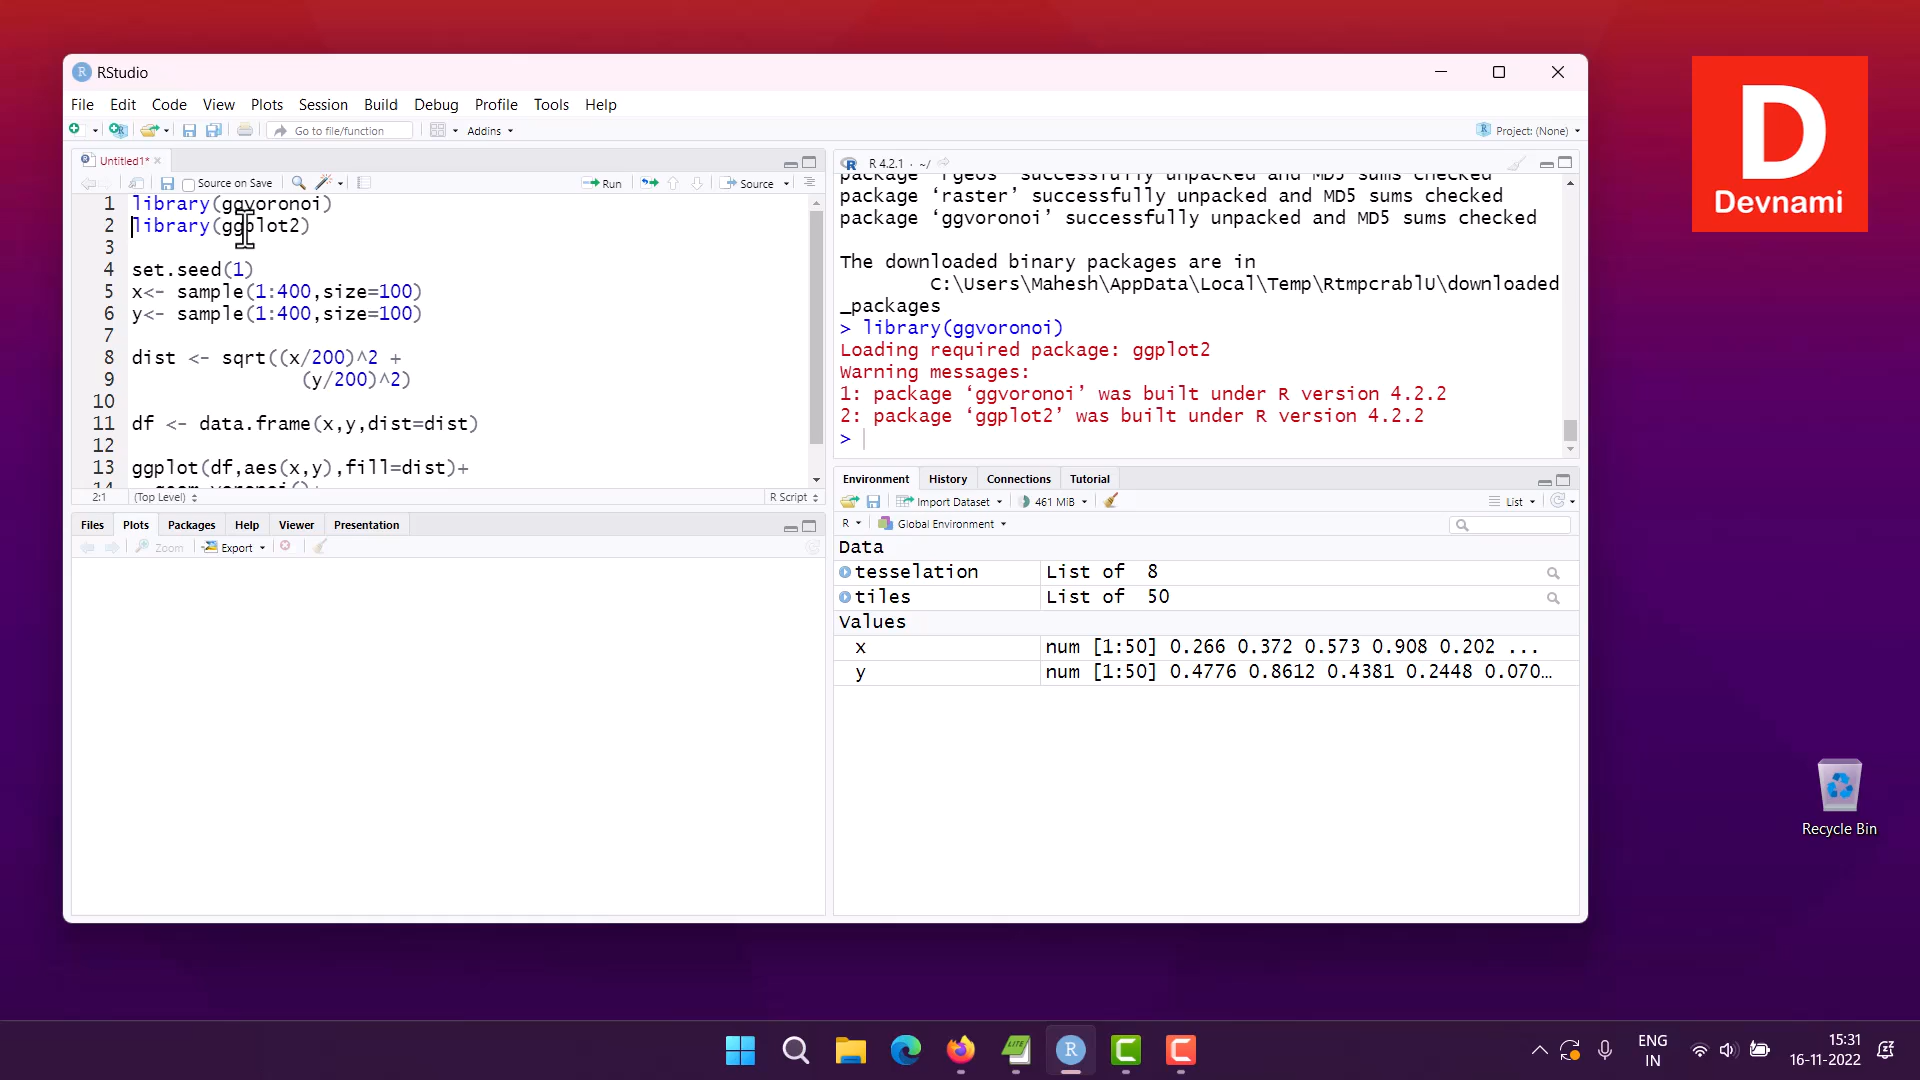 RStudio
File Edit Code View Plots Session Build Debug Profile Tools Help
Go to file/function
Addins
Project: (None)
Untitled1*
Source on Save
Run
Source
1 library(ggvoronoi)
2 library(ggplot2)
3
4 set.seed(1)
5 x<- sample(1:400,size=100)
6 y<- sample(1:400,size=100)
7
8 dist <- sqrt((x/200)^2 +
9 (y/200)^2)
10
11 df <- data.frame(x,y,dist=dist)
12
13 ggplot(df,aes(x,y),fill=dist)+
2:1 (Top Level) R Script
Files Plots Packages Help Viewer Presentation
Zoom Export
R 4.2.1 · ~/
package ‘rgeos’ successfully unpacked and MD5 sums checked
package ‘raster’ successfully unpacked and MD5 sums checked
package ‘ggvoronoi’ successfully unpacked and MD5 sums checked
The downloaded binary packages are in
C:\Users\Mahesh\AppData\Local\Temp\RtmpcrablU\downloaded
_packages
> library(ggvoronoi)
Loading required package: ggplot2
Warning messages:
1: package ‘ggvoronoi’ was built under R version 4.2.2
2: package ‘ggplot2’ was built under R version 4.2.2
>
Environment History Connections Tutorial
Import Dataset 461 MiB List
R Global Environment
Data
tesselation List of 8
tiles List of 50
Values
x num [1:50] 0.266 0.372 0.573 0.908 0.202 ...
y num [1:50] 0.4776 0.8612 0.4381 0.2448 0.070…
D
Devnami
Recycle Bin
LITE
R
C
C
ENG
IN
15:31
16-11-2022